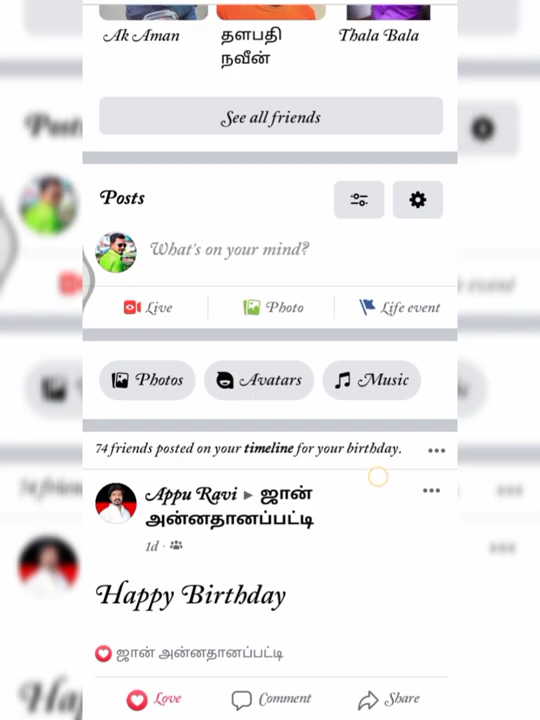 Ak Aman
தளபதி
நவீன்
Thala Bala
See all friends
Posts
What's on your mind?
Live
Photo
Life event
Photos
Avatars
Music
74 friends posted on your timeline for your birthday.
Appu Ravi ▸ ஜான்
அன்னதானப்பட்டி
1d ·
Happy Birthday
ஜான் அன்னதானப்பட்டி
Love
Comment
Share